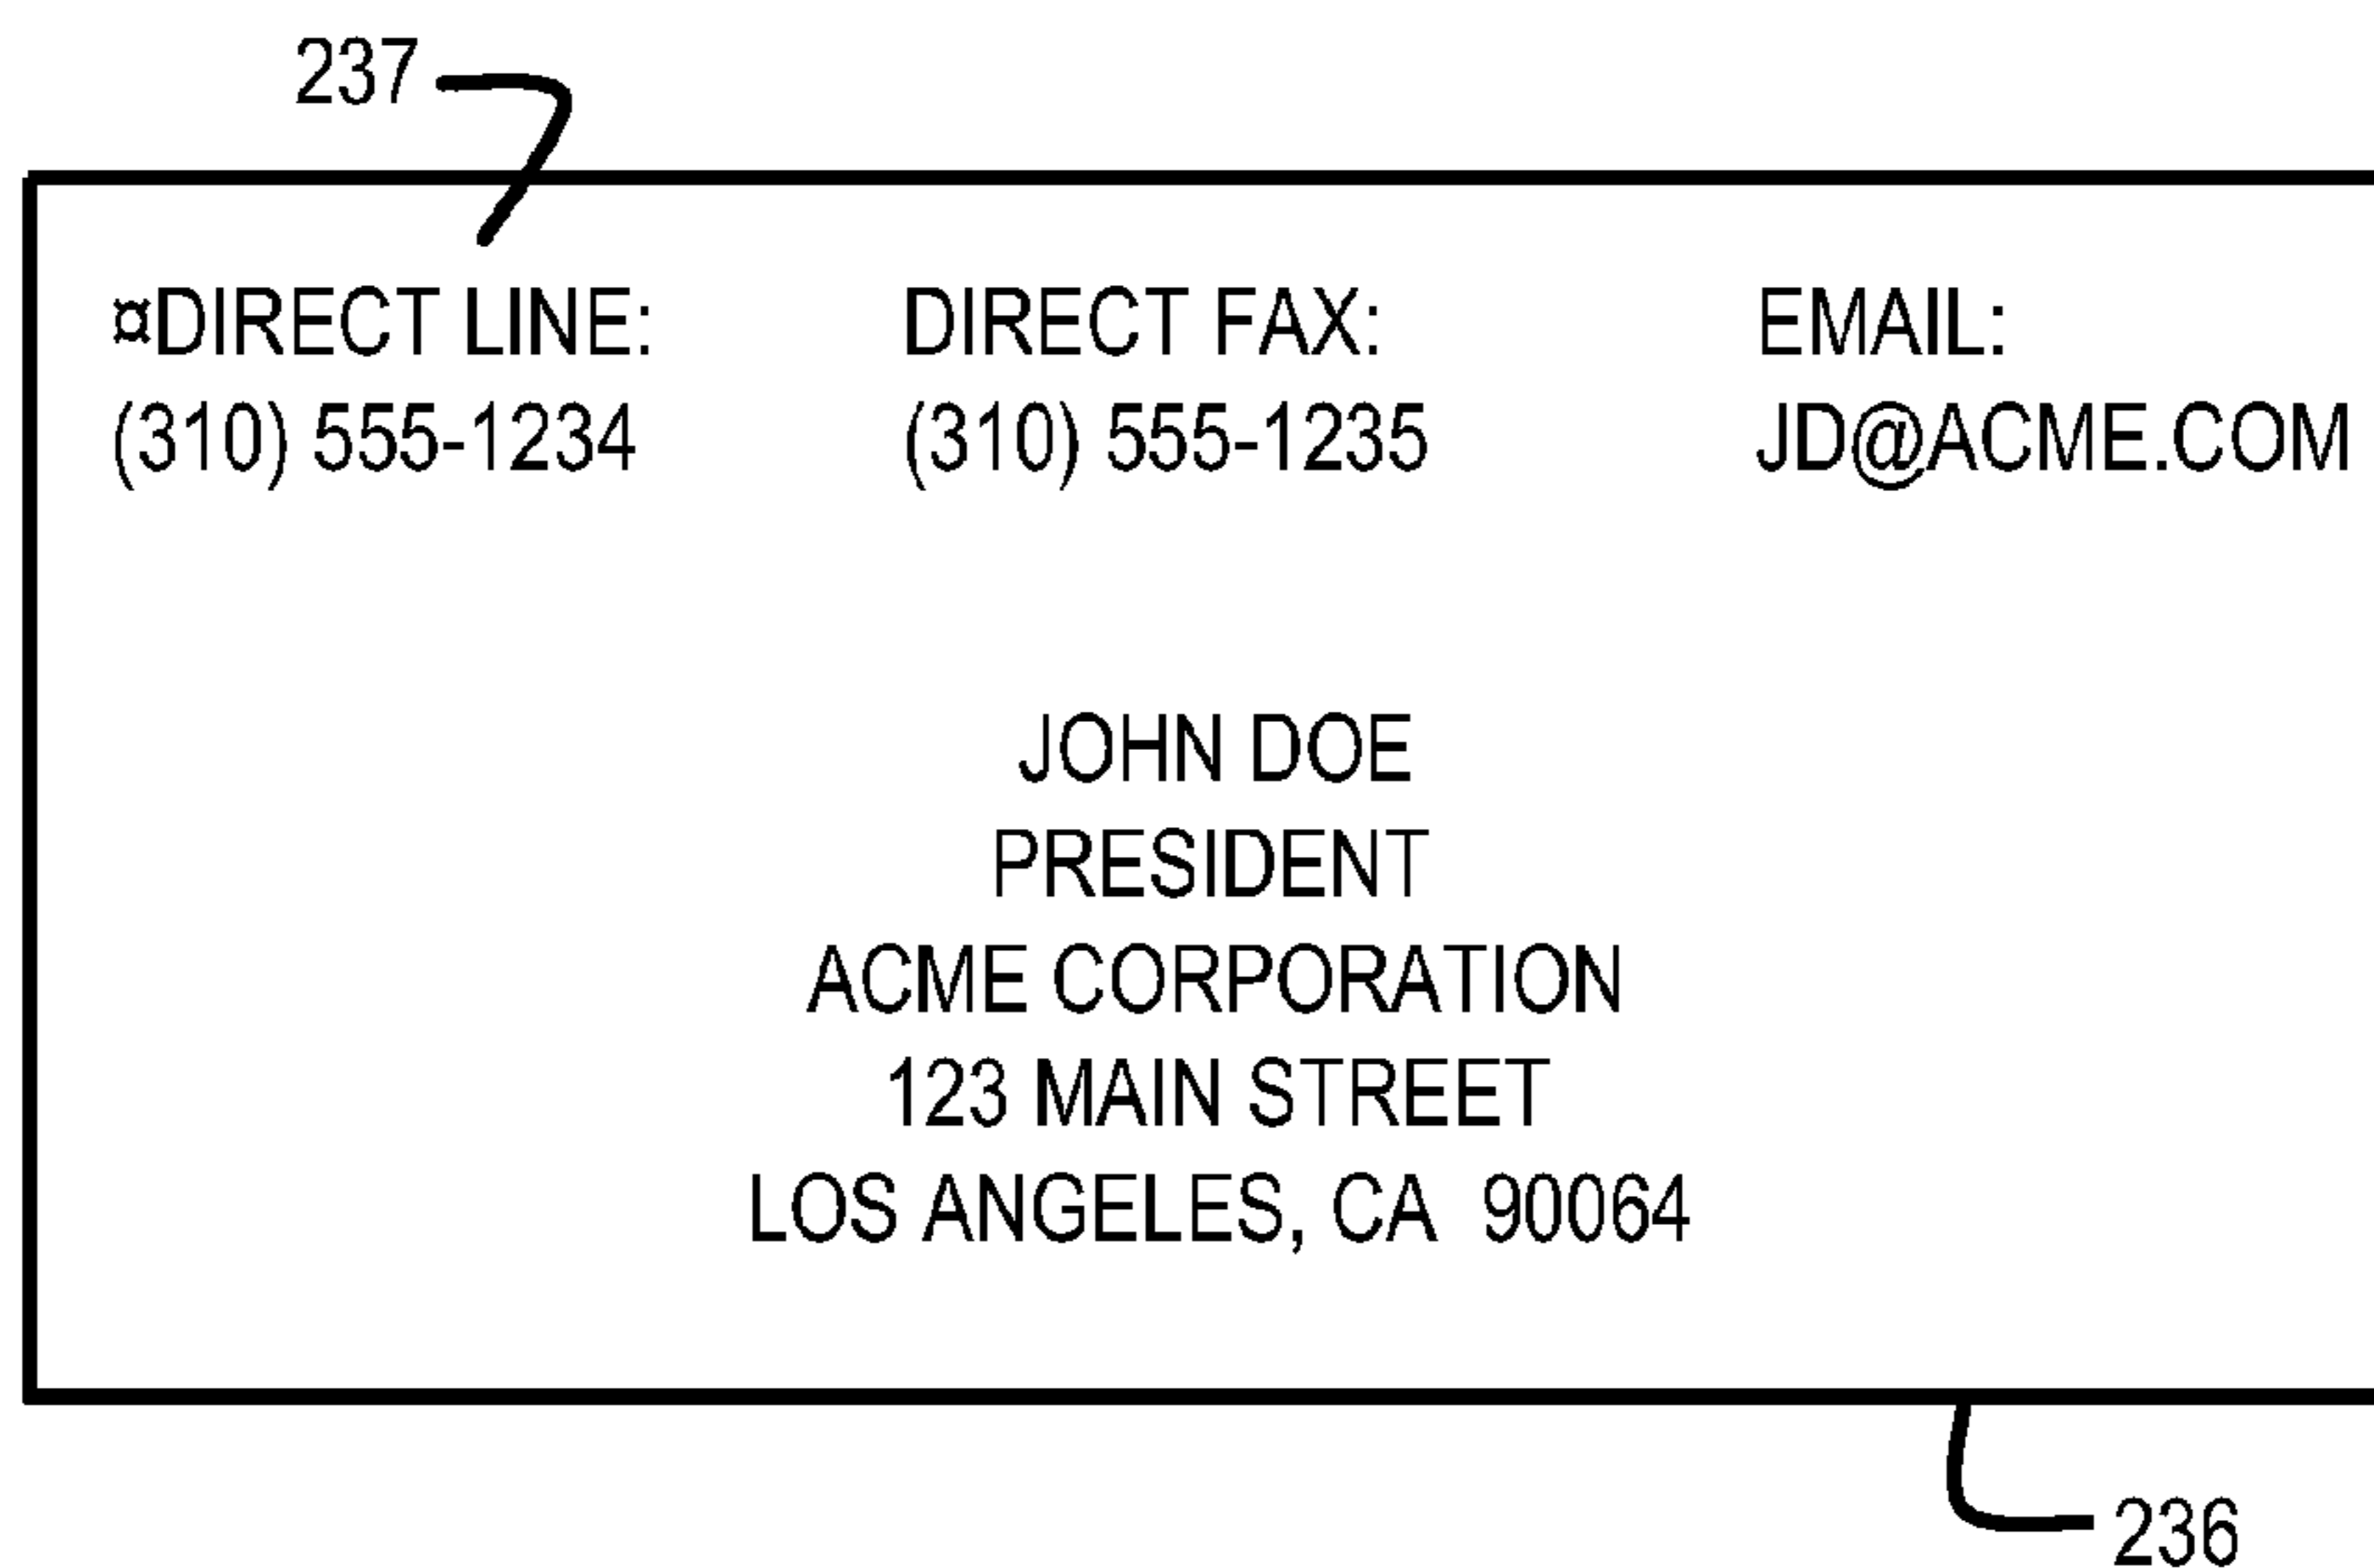 237
¤DIRECT LINE: DIRECT FAX: EMAIL:
(310) 555-1234 (310) 555-1235 JD@ACME.COM
JOHN DOE
PRESIDENT
ACME CORPORATION
123 MAIN STREET
LOS ANGELES, CA 90064
236